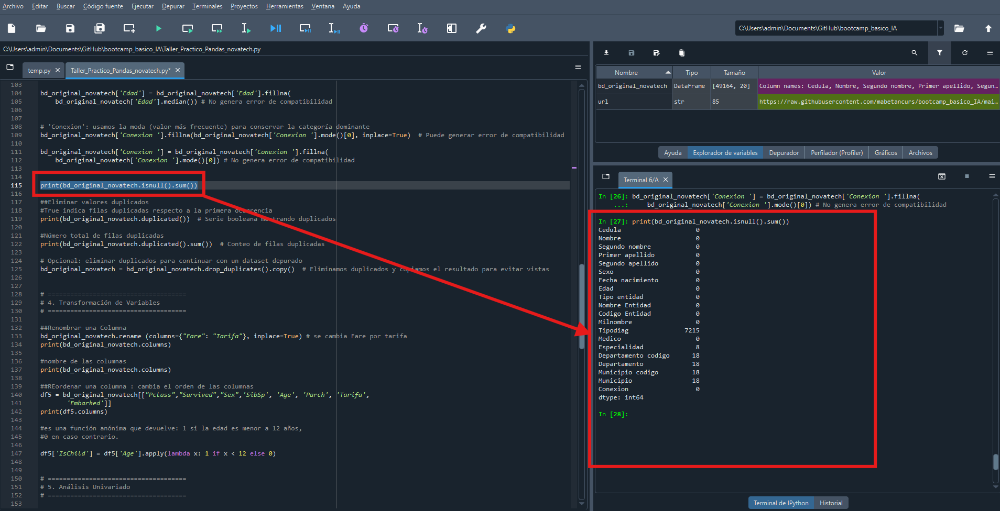 Archivo Editar Buscar Código fuente Ejecutar Depurar Terminales Proyectos Herramientas Ventana Ayuda
C:\Users\admin\Documents\GitHub\bootcamp_basico_IA
C:\Users\admin\Documents\GitHub\bootcamp_basico_IA\Taller_Practico_Pandas_novatech.py
temp.py Taller_Practico_Pandas_novatech.py*
103
104 bd_original_novatech['Edad'] = bd_original_novatech['Edad'].fillna(
105     bd_original_novatech['Edad'].median()) # No genera error de compatibilidad
106
107
108 # 'Conexion': usamos la moda (valor más frecuente) para conservar la categoría dominante
109 bd_original_novatech['Conexion '].fillna(bd_original_novatech['Conexion '].mode()[0], inplace=True)  # Puede generar error de compatibilidad
110
111 bd_original_novatech['Conexion '] = bd_original_novatech['Conexion '].fillna(
112     bd_original_novatech['Conexion '].mode()[0]) # No genera error de compatibilidad
113
114
115 print(bd_original_novatech.isnull().sum())
116
117 ##Eliminar valores duplicados
118 #True indica filas duplicadas respecto a la primera ocurrencia
119 print(bd_original_novatech.duplicated())  # Serie booleana mostrando duplicados
120
121 #Número total de filas duplicadas
122 print(bd_original_novatech.duplicated().sum())  # Conteo de filas duplicadas
123
124 # Opcional: eliminar duplicados para continuar con un dataset depurado
125 bd_original_novatech = bd_original_novatech.drop_duplicates().copy()  # Eliminamos duplicados y copiamos el resultado para evitar vistas
126
127
128 # =====================================
129 # 4. Transformación de Variables
130 # =====================================
131
132 ##Renombrar una Columna
133 bd_original_novatech.rename (columns={"Fare": "Tarifa"}, inplace=True) # se cambia Fare por tarifa
134 print(bd_original_novatech.columns)
135
136 #nombre de las columnas
137 print(bd_original_novatech.columns)
138
139 ##REordenar una columna : cambia el orden de las columnas
140 df5 = bd_original_novatech[["Pclass","Survived","Sex",'SibSp', 'Age', 'Parch', 'Tarifa',
141        'Embarked']]
142 print(df5.columns)
143
144 #es una función anónima que devuelve: 1 si la edad es menor a 12 años,
145 #0 en caso contrario.
146
147 df5['IsChild'] = df5['Age'].apply(lambda x: 1 if x < 12 else 0)
148
149
150 # =====================================
151 # 5. Análisis Univariado
152 # =====================================
153
Nombre Tipo Tamaño Valor
bd_original_novatech DataFrame [49164, 20] Column names: Cedula, Nombre, Segundo nombre, Primer apellido, Segun…
url str 85 https://raw.githubusercontent.com/mabetancurs/bootcamp_basico_IA/mai…
Ayuda Explorador de variables Depurador Perfilador (Profiler) Gráficos Archivos
Terminal 6/A
In [26]: bd_original_novatech['Conexion '] = bd_original_novatech['Conexion '].fillna(
    ...:     bd_original_novatech['Conexion '].mode()[0]) # No genera error de compatibilidad
In [27]: print(bd_original_novatech.isnull().sum())
Cedula 0
Nombre 0
Segundo nombre 0
Primer apellido 0
Segundo apellido 0
Sexo 0
Fecha nacimiento 0
Edad 0
Tipo entidad 0
Nombre Entidad 0
Codigo Entidad 0
Milnombre 0
Tipodiag 7215
Medico 0
Especialidad 8
Departamento codigo 18
Departamento 18
Municipio codigo 18
Municipio 18
Conexion 0
dtype: int64
In [28]:
Terminal de IPython Historial